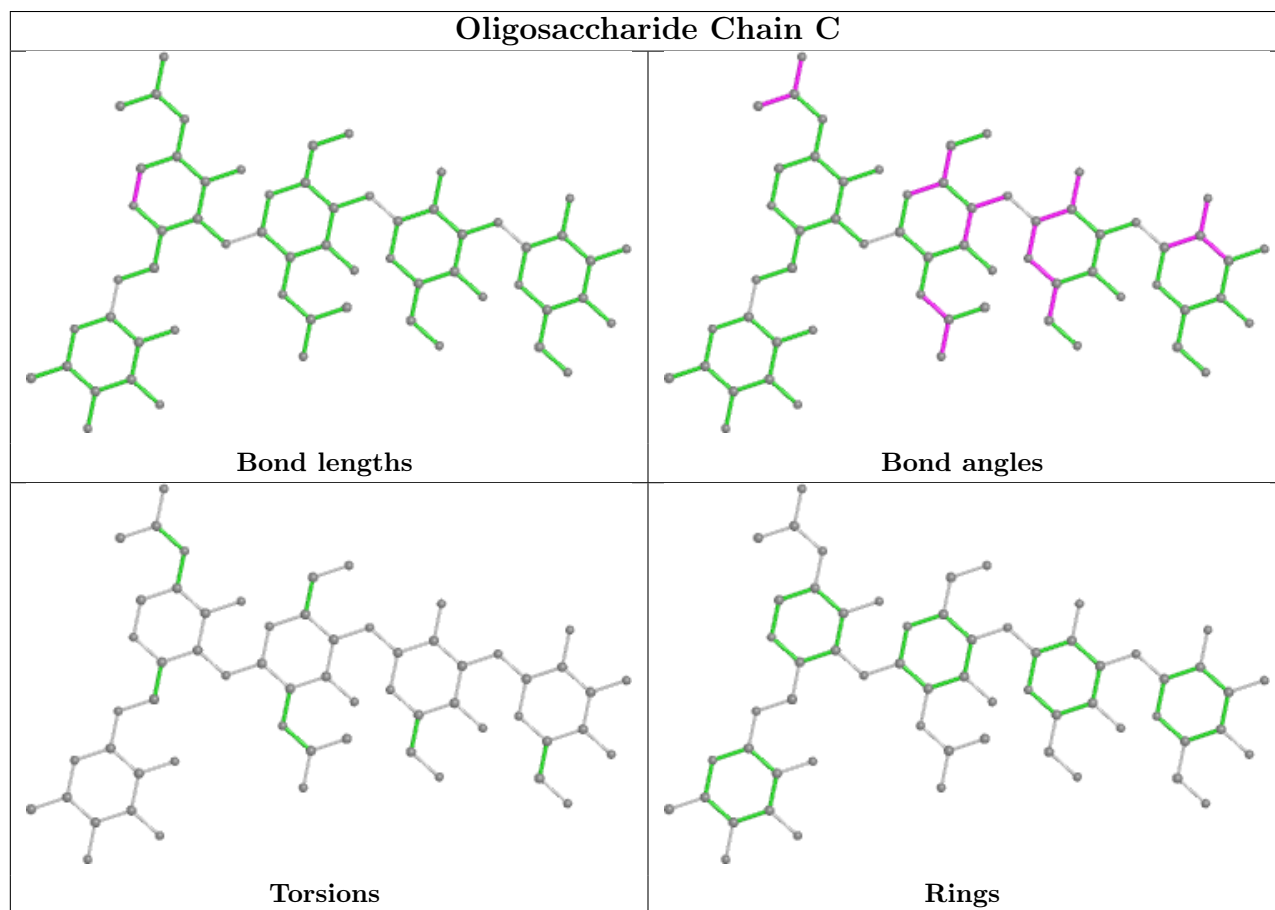 Oligosaccharide Chain C
Bond lengths
Bond angles
Torsions
Rings